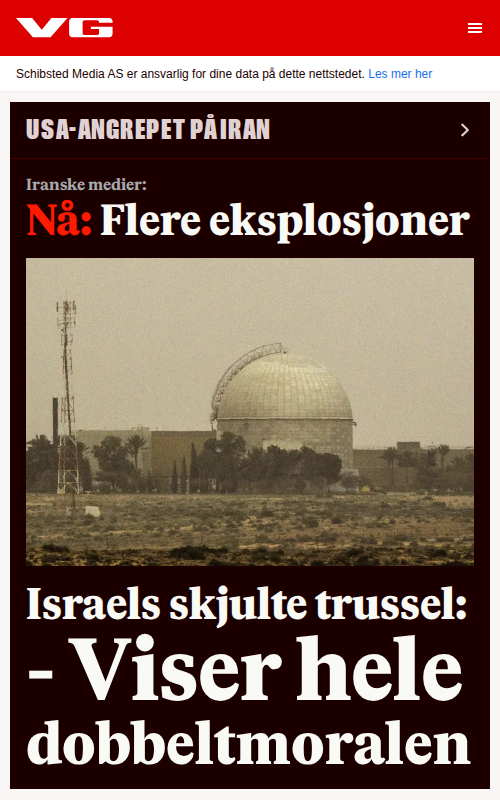 VG
Schibsted Media AS er ansvarlig for dine data på dette nettstedet. Les mer her
USA-ANGREPET PÅ IRAN
Iranske medier:
Nå: Flere eksplosjoner
Israels skjulte trussel:
- Viser hele
dobbeltmoralen